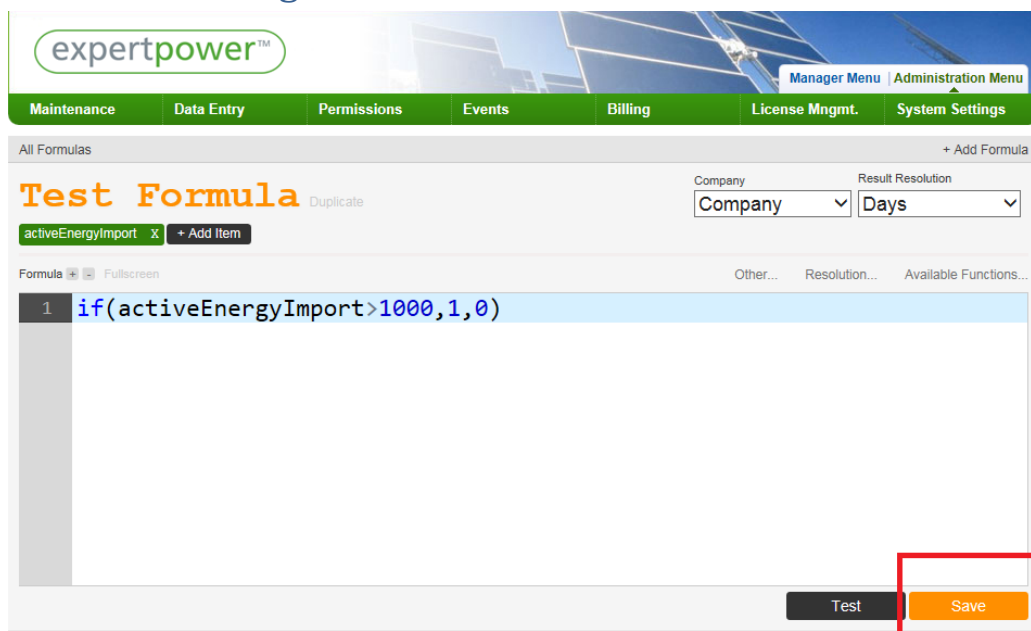 expertpower™
Manager Menu | Administration Menu
Maintenance Data Entry Permissions Events Billing License Mngmt. System Settings
All Formulas + Add Formula
Test Formula Duplicate
Company Result Resolution
Company Days
activeEnergyImport X + Add Item
Formula + - Fullscreen Other... Resolution... Available Functions...
1 if(activeEnergyImport>1000,1,0)
Test Save